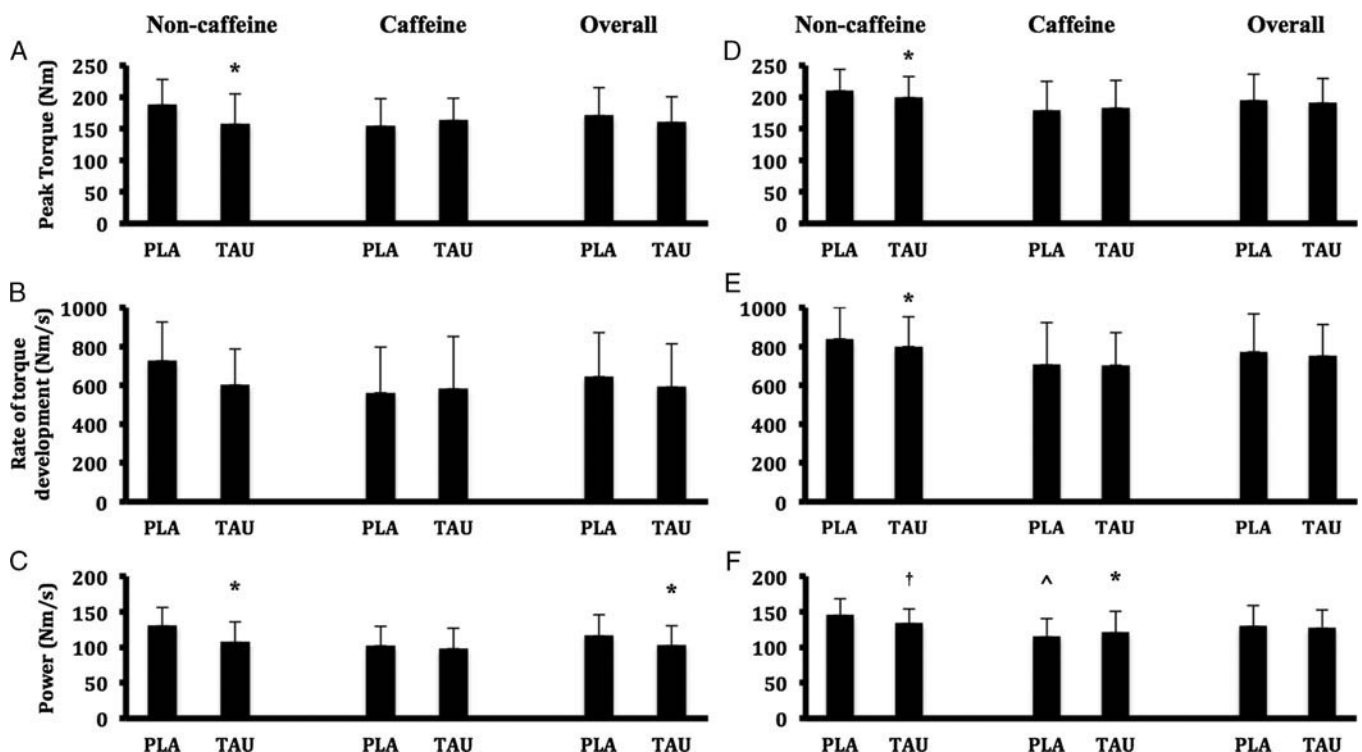 Non-caffeine Caffeine Overall
A
Peak Torque (Nm)
250
200
150
100
50
0
*
PLA TAU PLA TAU PLA TAU
B
Rate of torque
development (Nm/s)
1000
800
600
400
200
0
PLA TAU PLA TAU PLA TAU
C
Power (Nm/s)
200
150
100
50
0
* *
PLA TAU PLA TAU PLA TAU
Non-caffeine Caffeine Overall
D
250
200
150
100
50
0
*
PLA TAU PLA TAU PLA TAU
E
1000
800
600
400
200
0
*
PLA TAU PLA TAU PLA TAU
F
200
150
100
50
0
† ^ *
PLA TAU PLA TAU PLA TAU